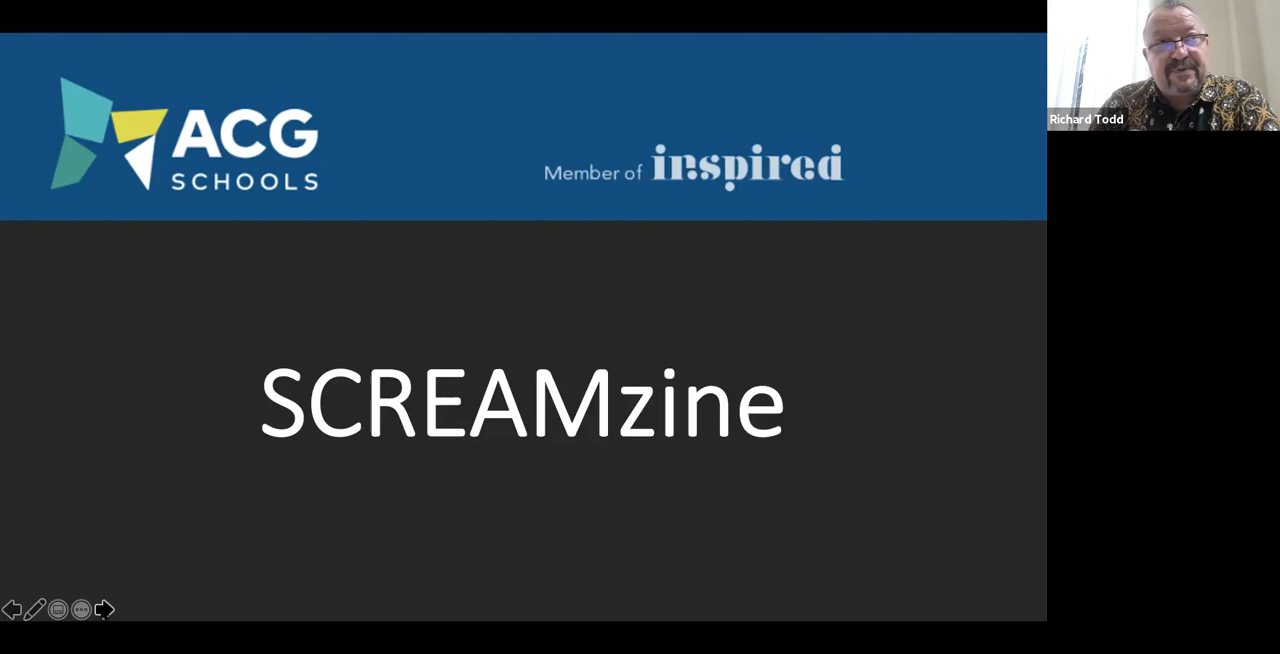 ACG
SCHOOLS
Member of inspired
Richard Todd
SCREAMzine